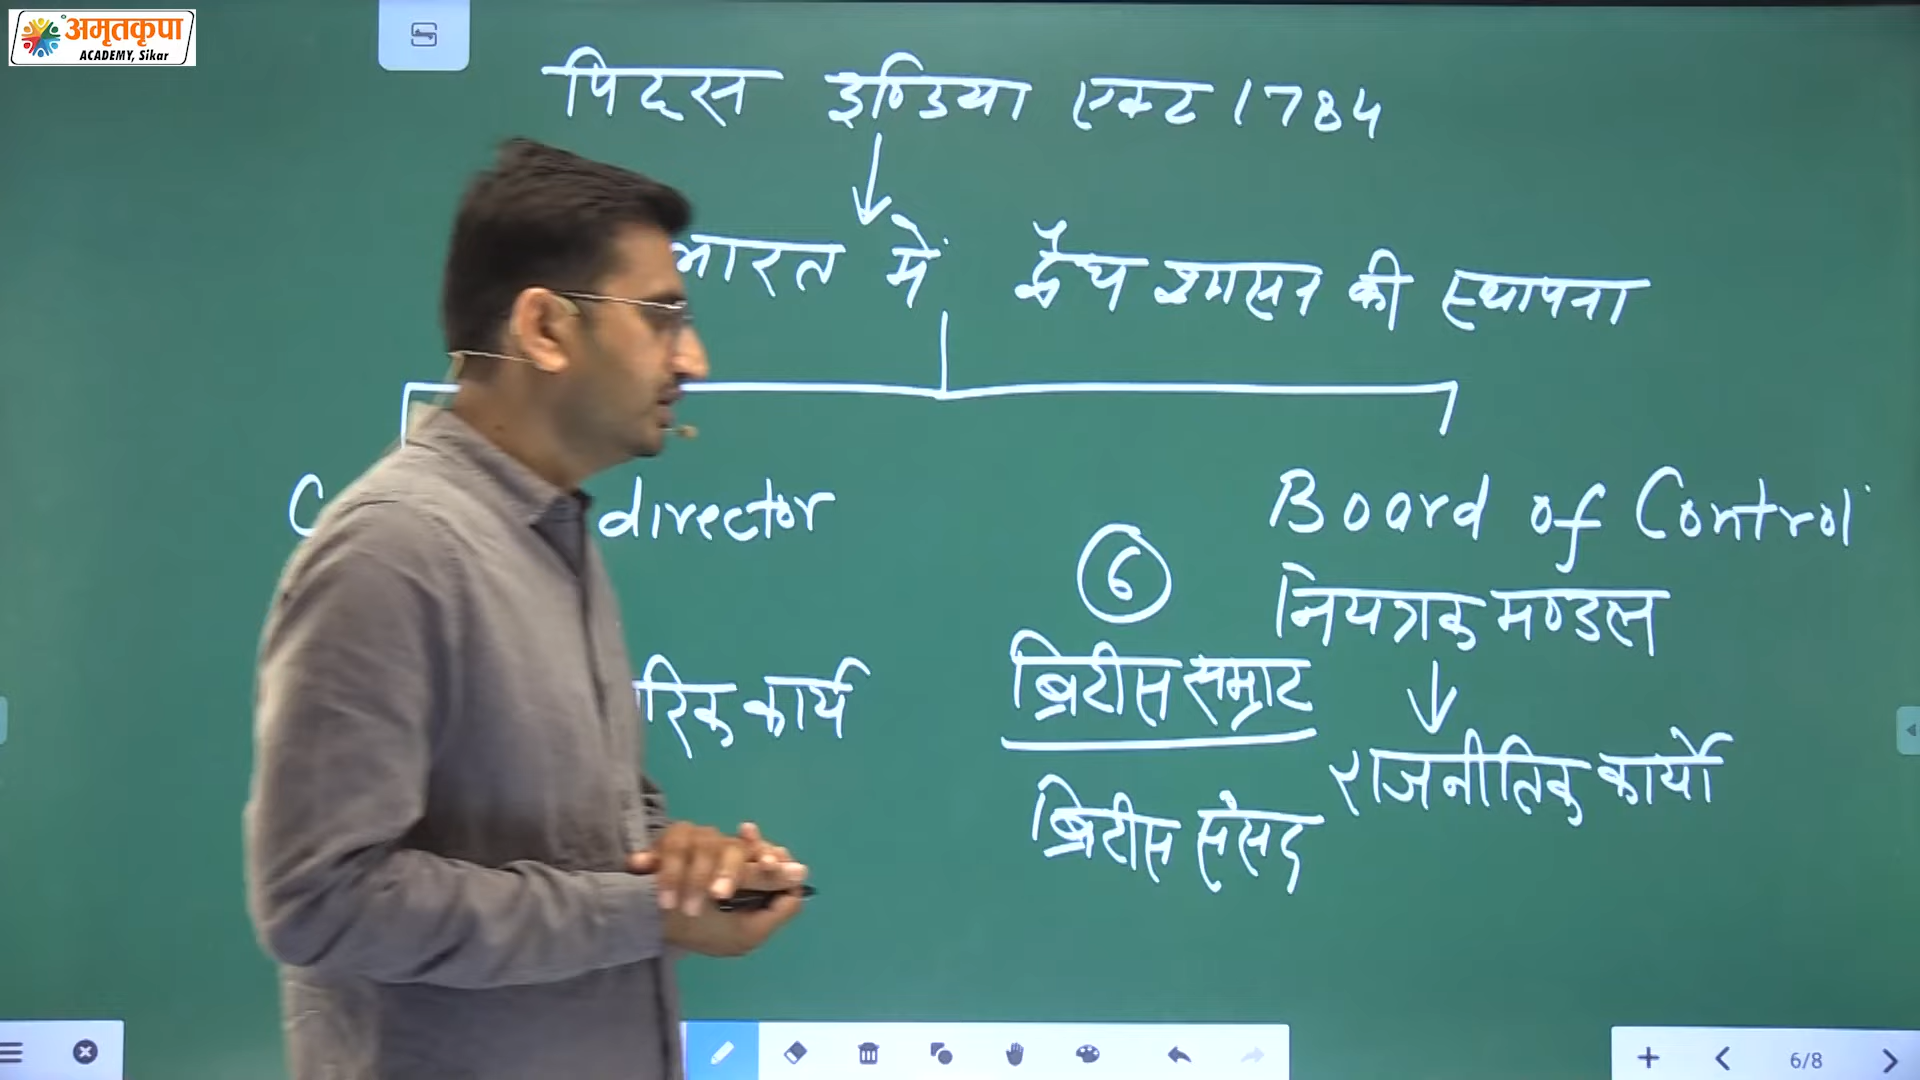 अमृतकृपा
ACADEMY, Sikar
पिट्स इण्डिया एक्ट 1784
भारत में द्वैध शासन की स्थापना
director
Board of Control
6
नियंत्रक मण्डल
ब्रिटीस सम्राट
रिक कार्य
राजनीतिक कार्यो
ब्रिटीस संसद
6/8